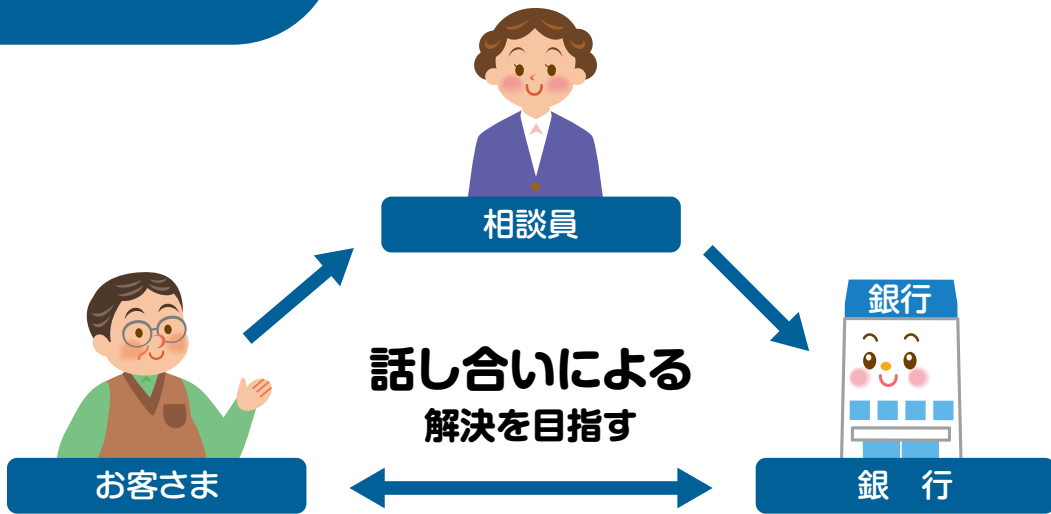 相談員
銀行
話し合いによる
解決を目指す
お客さま
銀　行